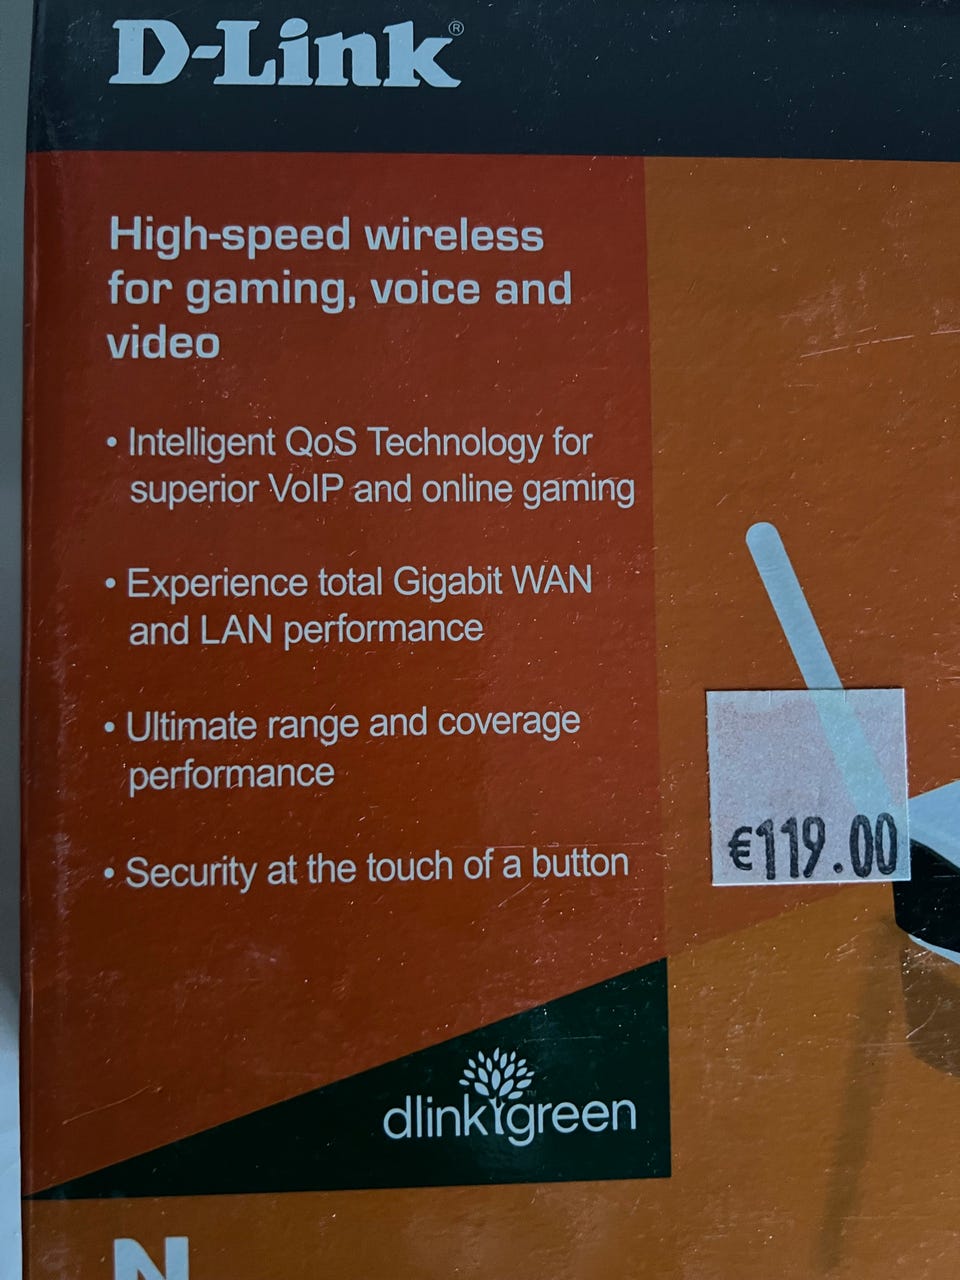 D-Link®
High-speed wireless
for gaming, voice and
video
• Intelligent QoS Technology for
superior VoIP and online gaming
• Experience total Gigabit WAN
and LAN performance
• Ultimate range and coverage
performance
• Security at the touch of a button
€119.00
dlinkgreen™
N